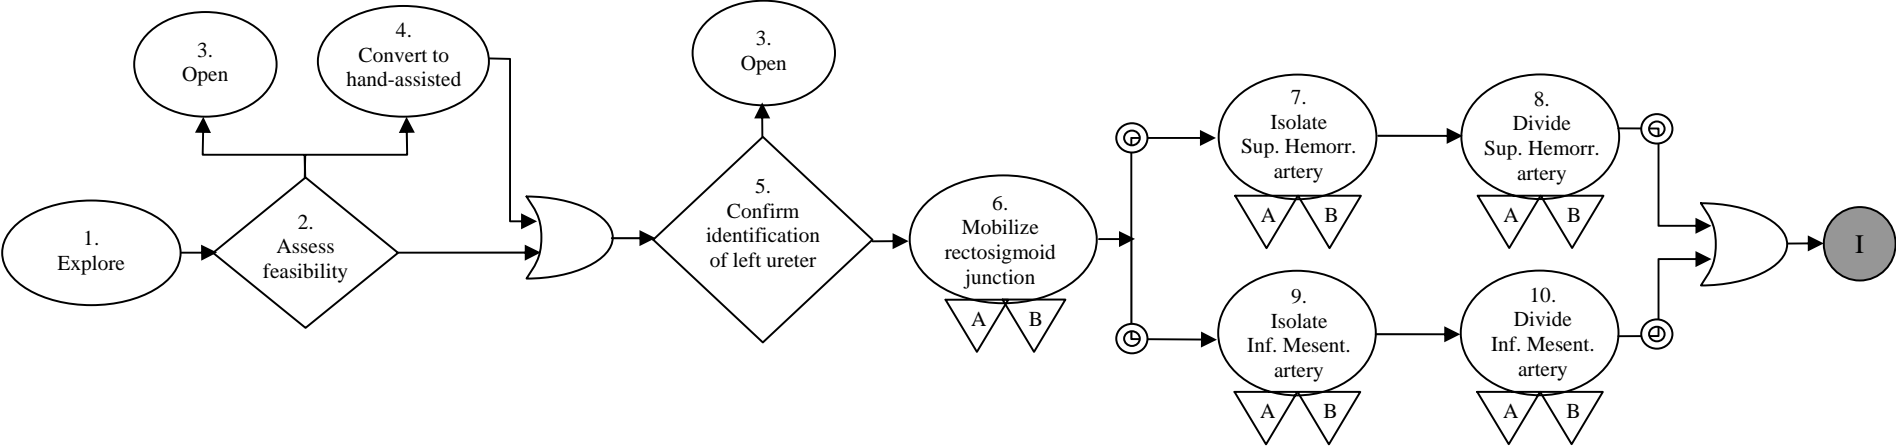 1.
Explore
2.
Assess
feasibility
3.
Open
4.
Convert to
hand-assisted
3.
Open
5.
Confirm
identification
of left ureter
6.
Mobilize
rectosigmoid
junction
A B
7.
Isolate
Sup. Hemorr.
artery
A B
8.
Divide
Sup. Hemorr.
artery
A B
9.
Isolate
Inf. Mesent.
artery
A B
10.
Divide
Inf. Mesent.
artery
A B
I